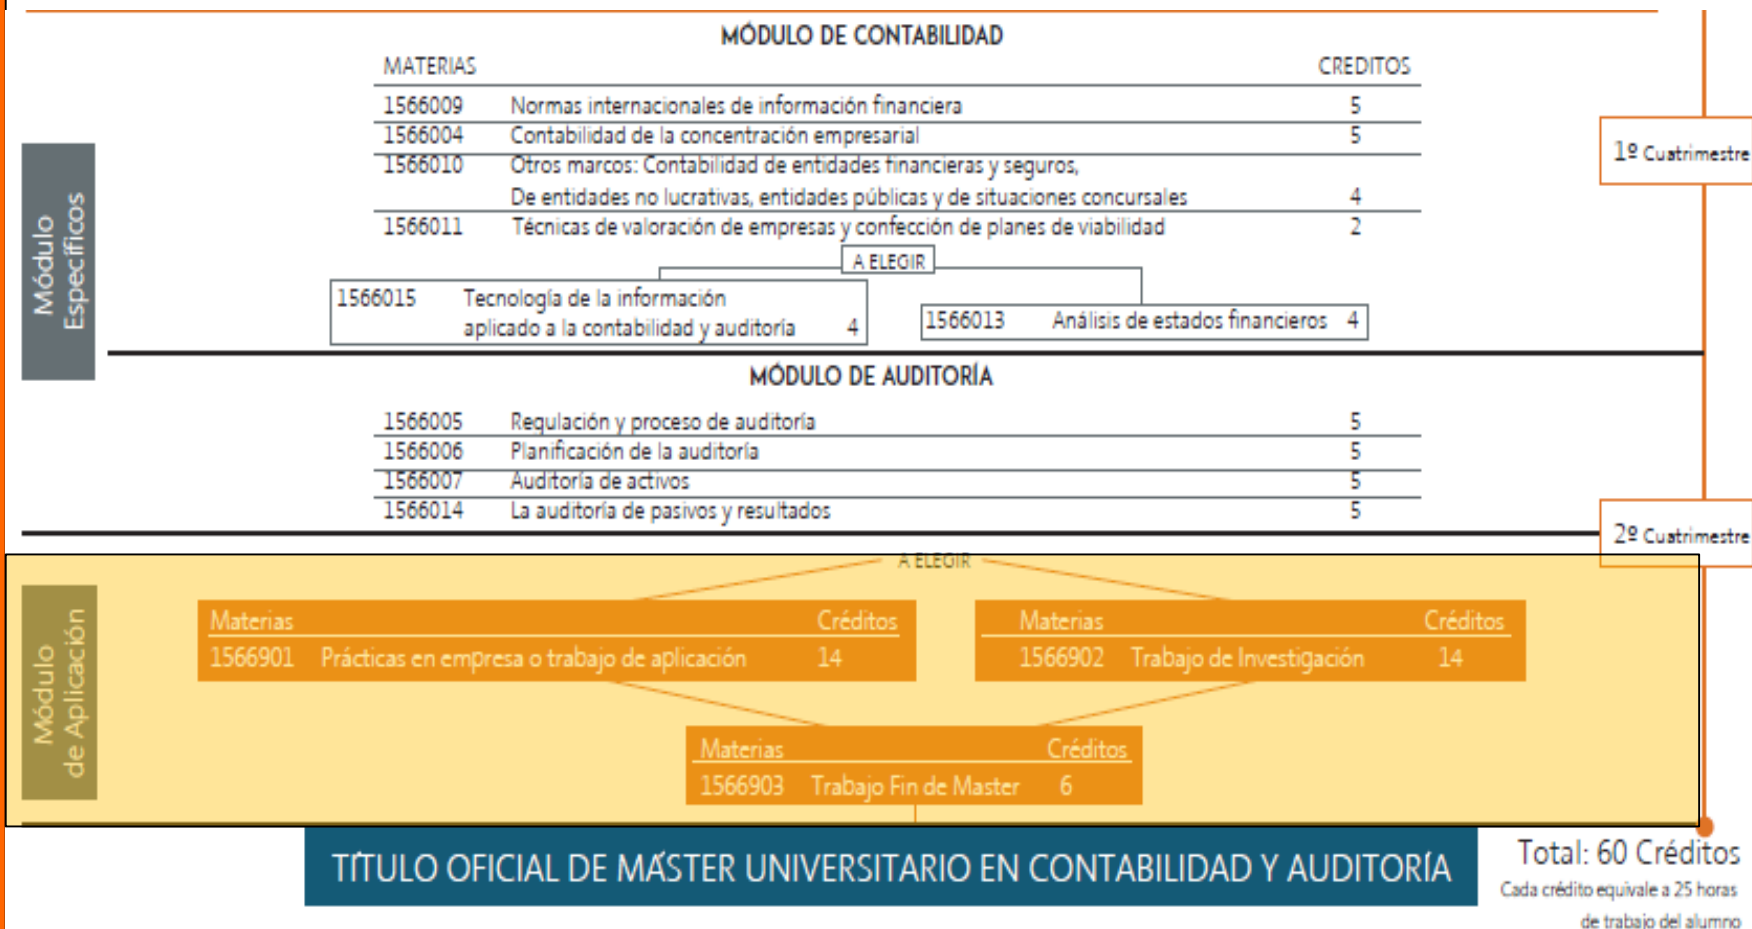 MÓDULO DE CONTABILIDAD
MATERIAS CREDITOS
1566009 Normas internacionales de información financiera 5
1566004 Contabilidad de la concentración empresarial 5
1566010 Otros marcos: Contabilidad de entidades financieras y seguros,
De entidades no lucrativas, entidades públicas y de situaciones concursales 4
1566011 Técnicas de valoración de empresas y confección de planes de viabilidad 2
A ELEGIR
1566015 Tecnología de la información
aplicado a la contabilidad y auditoría 4
1566013 Análisis de estados financieros 4
Módulo
Específicos
1º Cuatrimestre
MÓDULO DE AUDITORÍA
1566005 Regulación y proceso de auditoría 5
1566006 Planificación de la auditoría 5
1566007 Auditoría de activos 5
1566014 La auditoría de pasivos y resultados 5
2º Cuatrimestre
A ELEGIR
Módulo
de Aplicación
Materias Créditos
1566901 Prácticas en empresa o trabajo de aplicación 14
Materias Créditos
1566902 Trabajo de Investigación 14
Materias Créditos
1566903 Trabajo Fin de Master 6
TÍTULO OFICIAL DE MÁSTER UNIVERSITARIO EN CONTABILIDAD Y AUDITORÍA
Total: 60 Créditos
Cada crédito equivale a 25 horas
de trabajo del alumno